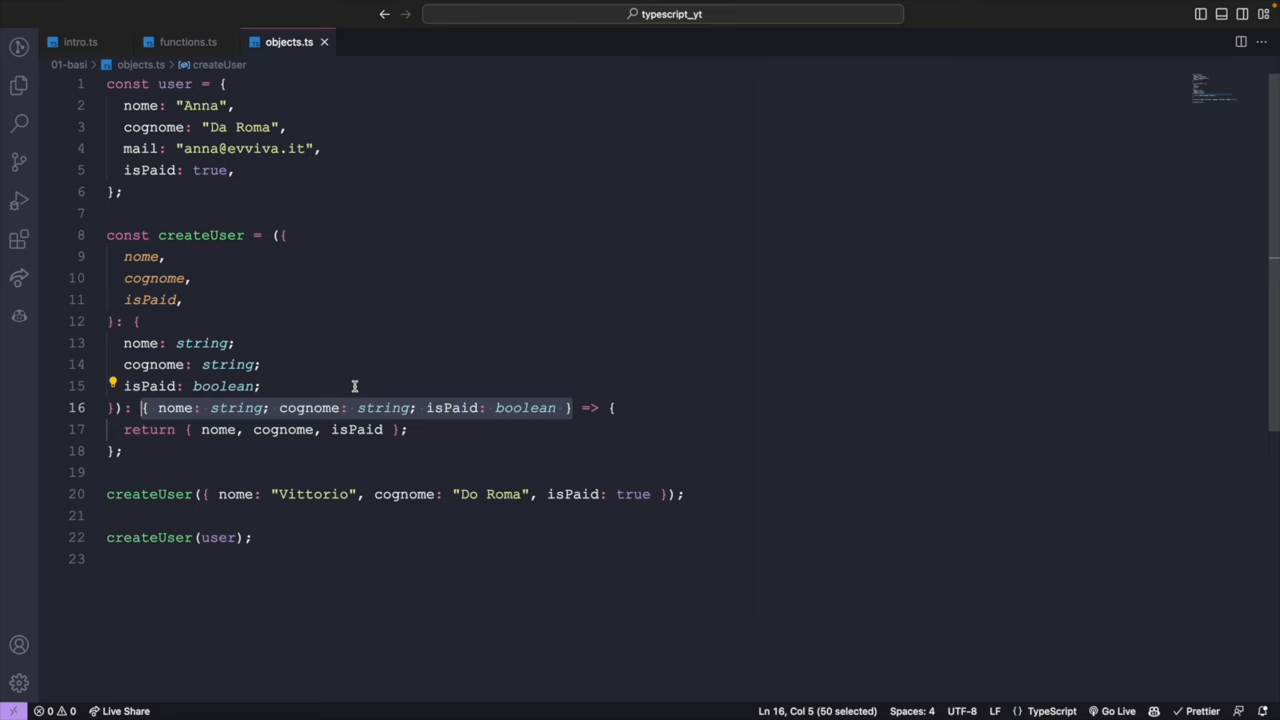 typescript_yt
intro.ts functions.ts objects.ts
01-basi > objects.ts > createUser
1 const user = {
2 nome: "Anna",
3 cognome: "Da Roma",
4 mail: "anna@evviva.it",
5 isPaid: true,
6 };
7
8 const createUser = ({
9 nome,
10 cognome,
11 isPaid,
12 }: {
13 nome: string;
14 cognome: string;
15 isPaid: boolean;
16 }): { nome: string; cognome: string; isPaid: boolean } => {
17 return { nome, cognome, isPaid };
18 };
19
20 createUser({ nome: "Vittorio", cognome: "Do Roma", isPaid: true });
21
22 createUser(user);
23
0 0 Live Share Ln 16, Col 5 (50 selected) Spaces: 4 UTF-8 LF {} TypeScript Go Live Prettier